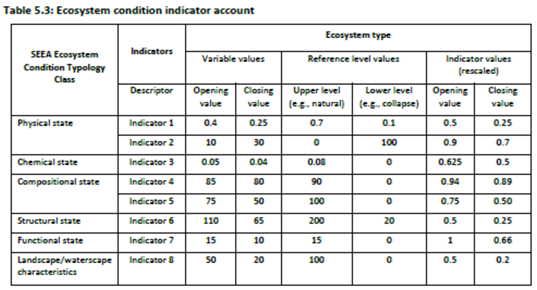 Table 5.3: Ecosystem condition indicator account
SEEA Ecosystem Condition Typology Class | Indicators | Ecosystem type
Variable values | Reference level values | Indicator values (rescaled)
Descriptor | Opening value | Closing value | Upper level (e.g., natural) | Lower level (e.g., collapse) | Opening value | Closing value
Physical state | Indicator 1 | 0.4 | 0.25 | 0.7 | 0.1 | 0.5 | 0.25
Indicator 2 | 10 | 30 | 0 | 100 | 0.9 | 0.7
Chemical state | Indicator 3 | 0.05 | 0.04 | 0.08 | 0 | 0.625 | 0.5
Compositional state | Indicator 4 | 85 | 80 | 90 | 0 | 0.94 | 0.89
Indicator 5 | 75 | 50 | 100 | 0 | 0.75 | 0.50
Structural state | Indicator 6 | 110 | 65 | 200 | 20 | 0.5 | 0.25
Functional state | Indicator 7 | 15 | 10 | 15 | 0 | 1 | 0.66
Landscape/waterscape characteristics | Indicator 8 | 50 | 20 | 100 | 0 | 0.5 | 0.2